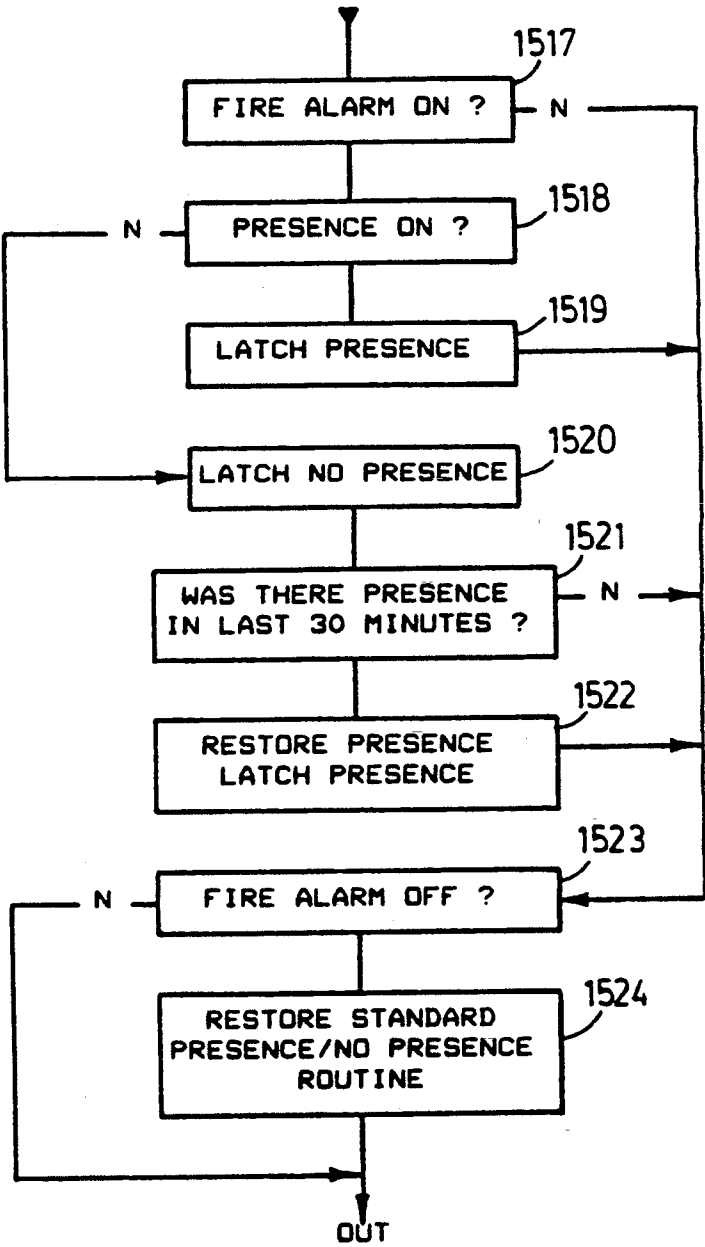 1517
FIRE ALARM ON ?
N
1518
N
PRESENCE ON ?
1519
LATCH PRESENCE
1520
LATCH NO PRESENCE
1521
WAS THERE PRESENCE
IN LAST 30 MINUTES ?
N
1522
RESTORE PRESENCE
LATCH PRESENCE
1523
N
FIRE ALARM OFF ?
1524
RESTORE STANDARD
PRESENCE/NO PRESENCE
ROUTINE
OUT